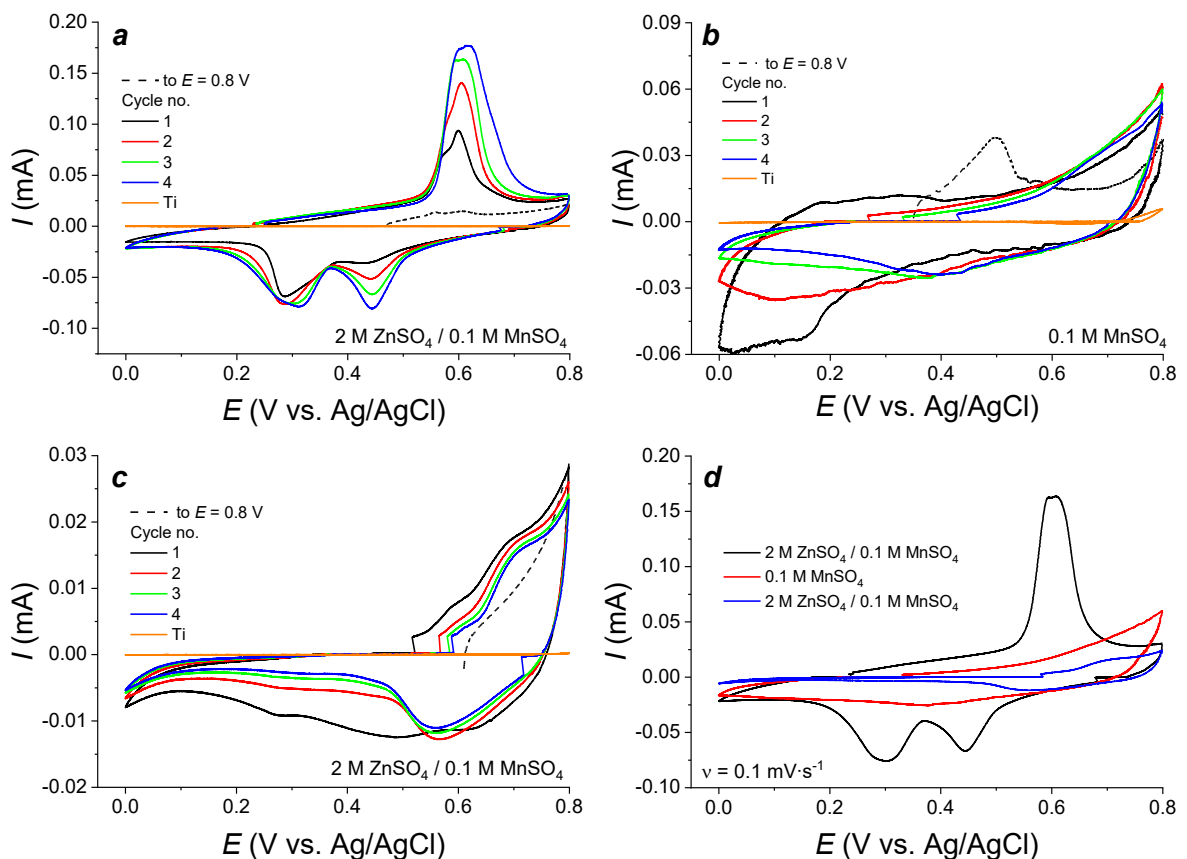 a
to E = 0.8 V
Cycle no.
1
2
3
4
Ti
2 M ZnSO₄ / 0.1 M MnSO₄
I (mA)
0.20
0.15
0.10
0.05
0.00
-0.05
-0.10
0.0 0.2 0.4 0.6 0.8
E (V vs. Ag/AgCl)
b
to E = 0.8 V
Cycle no.
1
2
3
4
Ti
0.1 M MnSO₄
I (mA)
0.09
0.06
0.03
0.00
-0.03
-0.06
0.0 0.2 0.4 0.6 0.8
E (V vs. Ag/AgCl)
c
to E = 0.8 V
Cycle no.
1
2
3
4
Ti
2 M ZnSO₄ / 0.1 M MnSO₄
I (mA)
0.03
0.02
0.01
0.00
-0.01
-0.02
0.0 0.2 0.4 0.6 0.8
E (V vs. Ag/AgCl)
d
2 M ZnSO₄ / 0.1 M MnSO₄
0.1 M MnSO₄
2 M ZnSO₄ / 0.1 M MnSO₄
ν = 0.1 mV·s⁻¹
I (mA)
0.20
0.15
0.10
0.05
0.00
-0.05
-0.10
0.0 0.2 0.4 0.6 0.8
E (V vs. Ag/AgCl)